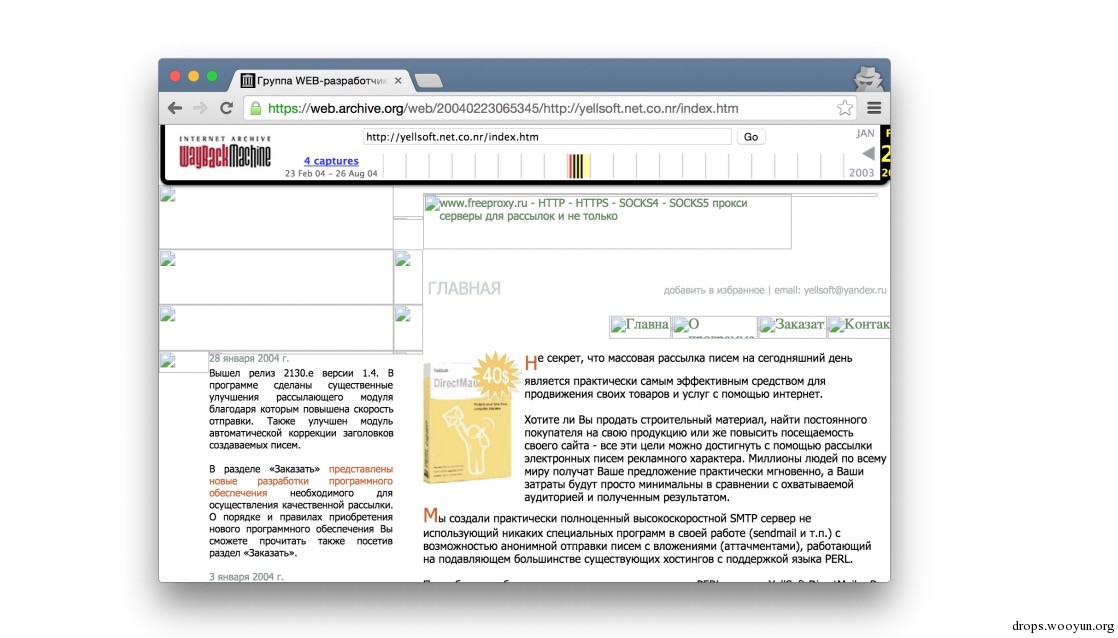 Группа WEB-разработчик
https://web.archive.org/web/20040223065345/http://yellsoft.net.co.nr/index.htm
INTERNET ARCHIVE
WayBackMachine
http://yellsoft.net.co.nr/index.htm
Go
4 captures
23 Feb 04 - 26 Aug 04
JAN
2003
www.freeproxy.ru - HTTP - HTTPS - SOCKS4 - SOCKS5 прокси
серверы для рассылок и не только
ГЛАВНАЯ
добавить в избранное | email: yellsoft@yandex.ru
Главна
О
Заказат
Контак
28 января 2004 г.
Вышел релиз 2130.e версии 1.4. В
программе сделаны существенные
улучшения рассылающего модуля
благодаря которым повышена скорость
отправки. Также улучшен модуль
автоматической коррекции заголовков
создаваемых писем.
В разделе «Заказать» представлены
новые разработки программного
обеспечения необходимого для
осуществления качественной рассылки.
О порядке и правилах приобретения
нового программного обеспечения Вы
сможете прочитать также посетив
раздел «Заказать».
3 января 2004 г.
40$
DirectMai
Не секрет, что массовая рассылка писем на сегодняшний день
является практически самым эффективным средством для
продвижения своих товаров и услуг с помощью интернет.
Хотите ли Вы продать строительный материал, найти постоянного
покупателя на свою продукцию или же повысить посещаемость
своего сайта - все эти цели можно достигнуть с помощью рассылки
электронных писем рекламного характера. Миллионы людей по всему
миру получат Ваше предложение практически мгновенно, а Ваши
затраты будут просто минимальны в сравнении с охватываемой
аудиторией и полученным результатом.
Мы создали практически полноценный высокоскоростной SMTP сервер не
использующий никаких специальных программ в своей работе (sendmail и т.п.) с
возможностью анонимной отправки писем с вложениями (аттачментами), работающий
на подавляющем большинстве существующих хостингов с поддержкой языка PERL.
drops.wooyun.org